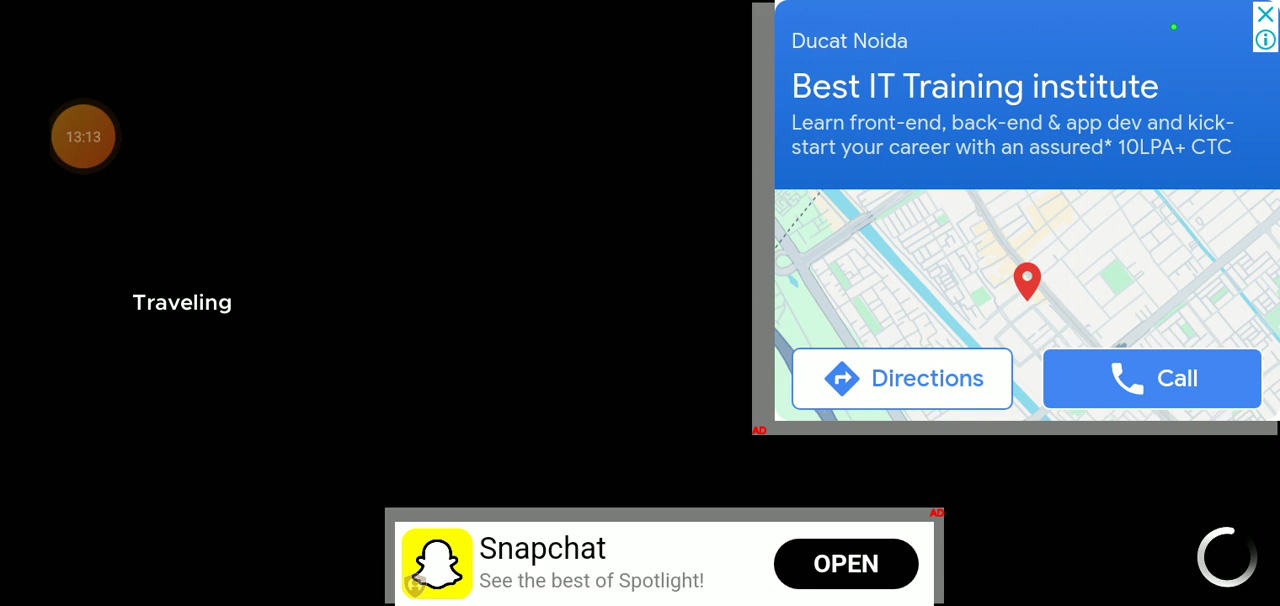 Ducat Noida
Best IT Training institute
Learn front-end, back-end & app dev and kick-
start your career with an assured* 10LPA+ CTC
13:13
Traveling
Directions
Call
AD
AD
Snapchat
See the best of Spotlight!
OPEN